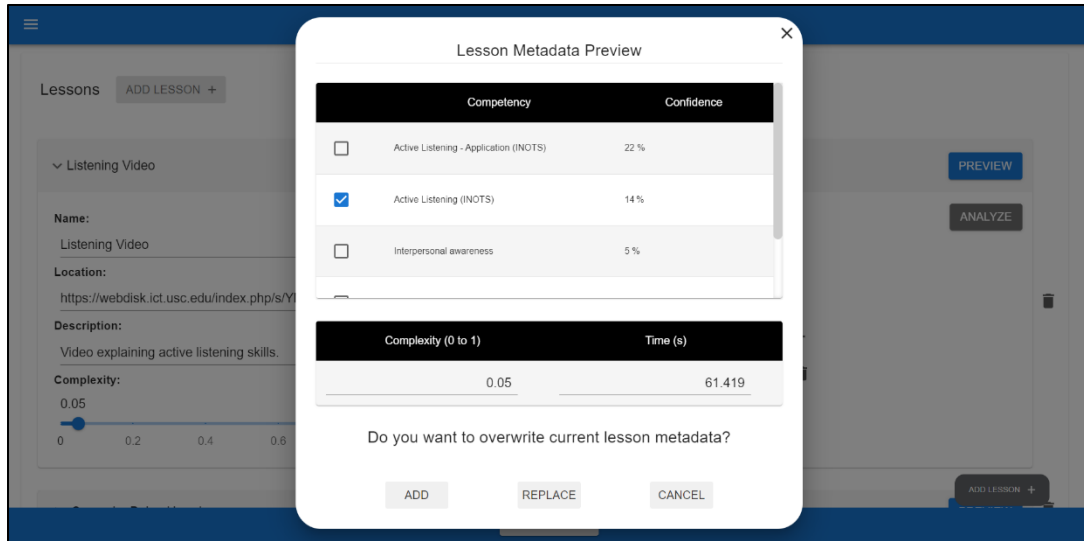 Lesson Metadata Preview
Lessons
ADD LESSON +
Competency Confidence
Active Listening - Application (INOTS) 22 %
Listening Video
PREVIEW
Active Listening (INOTS) 14 %
Name:
ANALYZE
Listening Video
Interpersonal awareness 5 %
Location:
https://webdisk.ict.usc.edu/index.php/s/
Description:
Video explaining active listening skills.
Complexity (0 to 1) Time (s)
Complexity:
0.05 61.419
0.05
0 0.2 0.4 0.6
Do you want to overwrite current lesson metadata?
ADD REPLACE CANCEL
ADD LESSON +